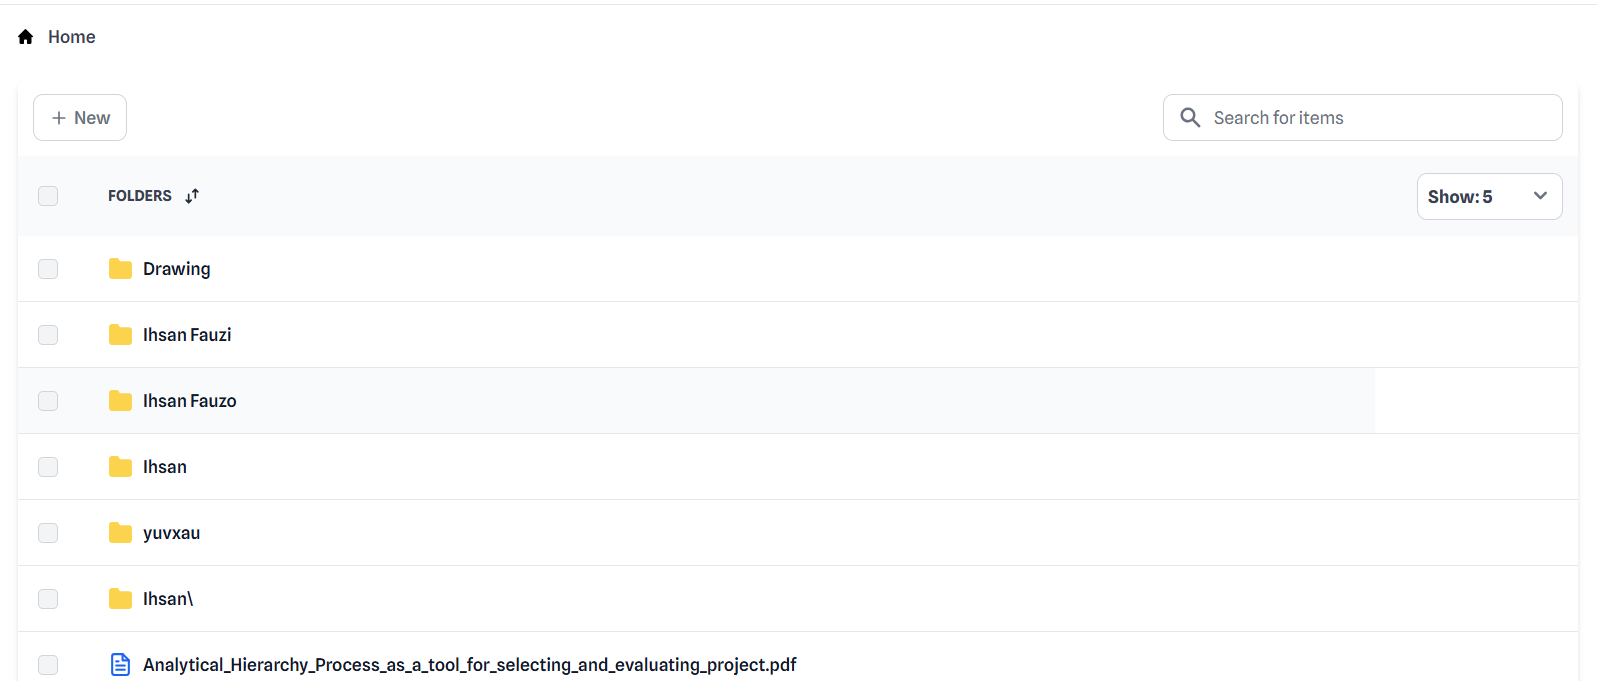 Home
+ New
Search for items
FOLDERS
Show: 5
Drawing
Ihsan Fauzi
Ihsan Fauzo
Ihsan
yuvxau
Ihsan\
Analytical_Hierarchy_Process_as_a_tool_for_selecting_and_evaluating_project.pdf